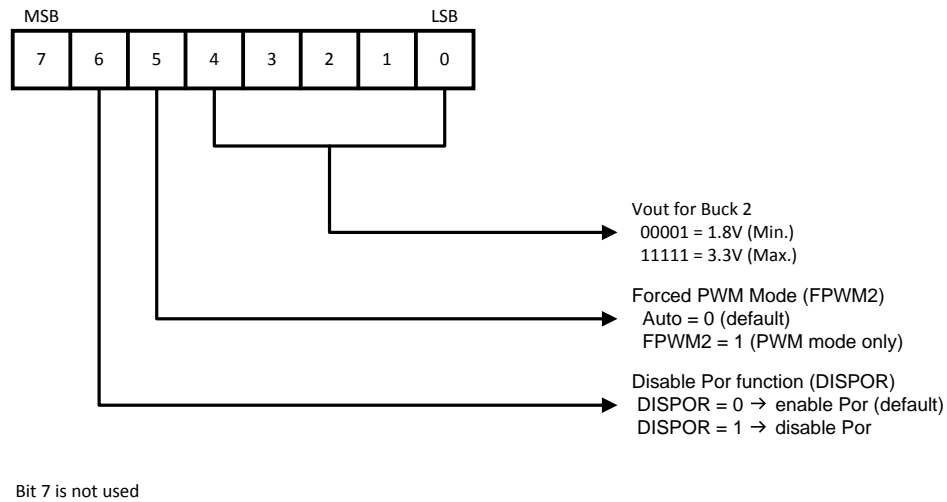 MSB LSB
7 6 5 4 3 2 1 0
Vout for Buck 2
00001 = 1.8V (Min.)
11111 = 3.3V (Max.)
Forced PWM Mode (FPWM2)
Auto = 0 (default)
FPWM2 = 1 (PWM mode only)
Disable Por function (DISPOR)
DISPOR = 0 → enable Por (default)
DISPOR = 1 → disable Por
Bit 7 is not used